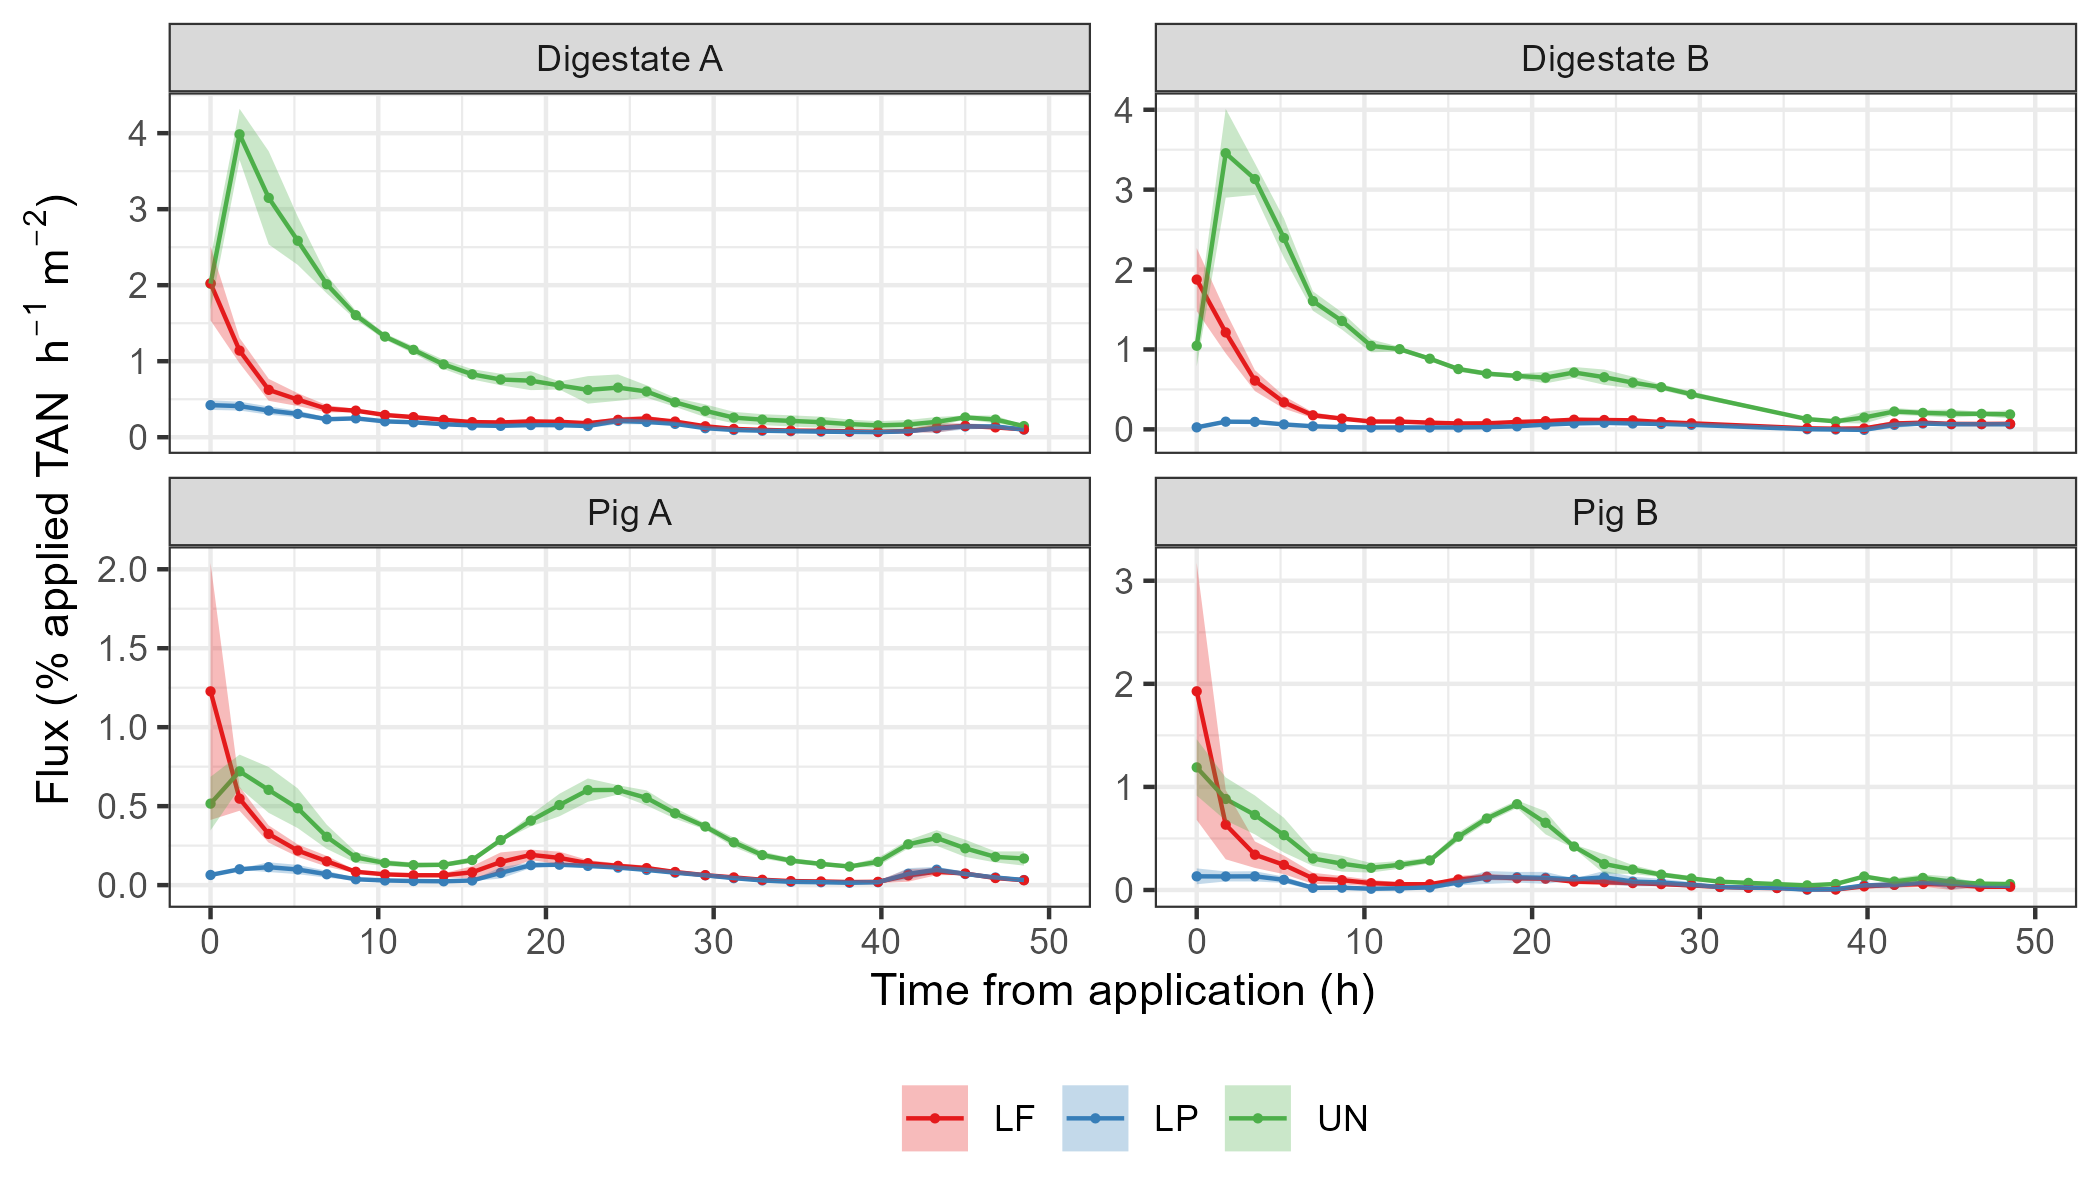 Digestate A
Digestate B
4
3
2
1
0
4
3
2
1
0
Pig A
Pig B
2.0
1.5
1.0
0.5
0.0
3
2
1
0
0 10 20 30 40 50
0 10 20 30 40 50
Flux (% applied TAN h⁻¹ m⁻²)
Time from application (h)
LF LP UN